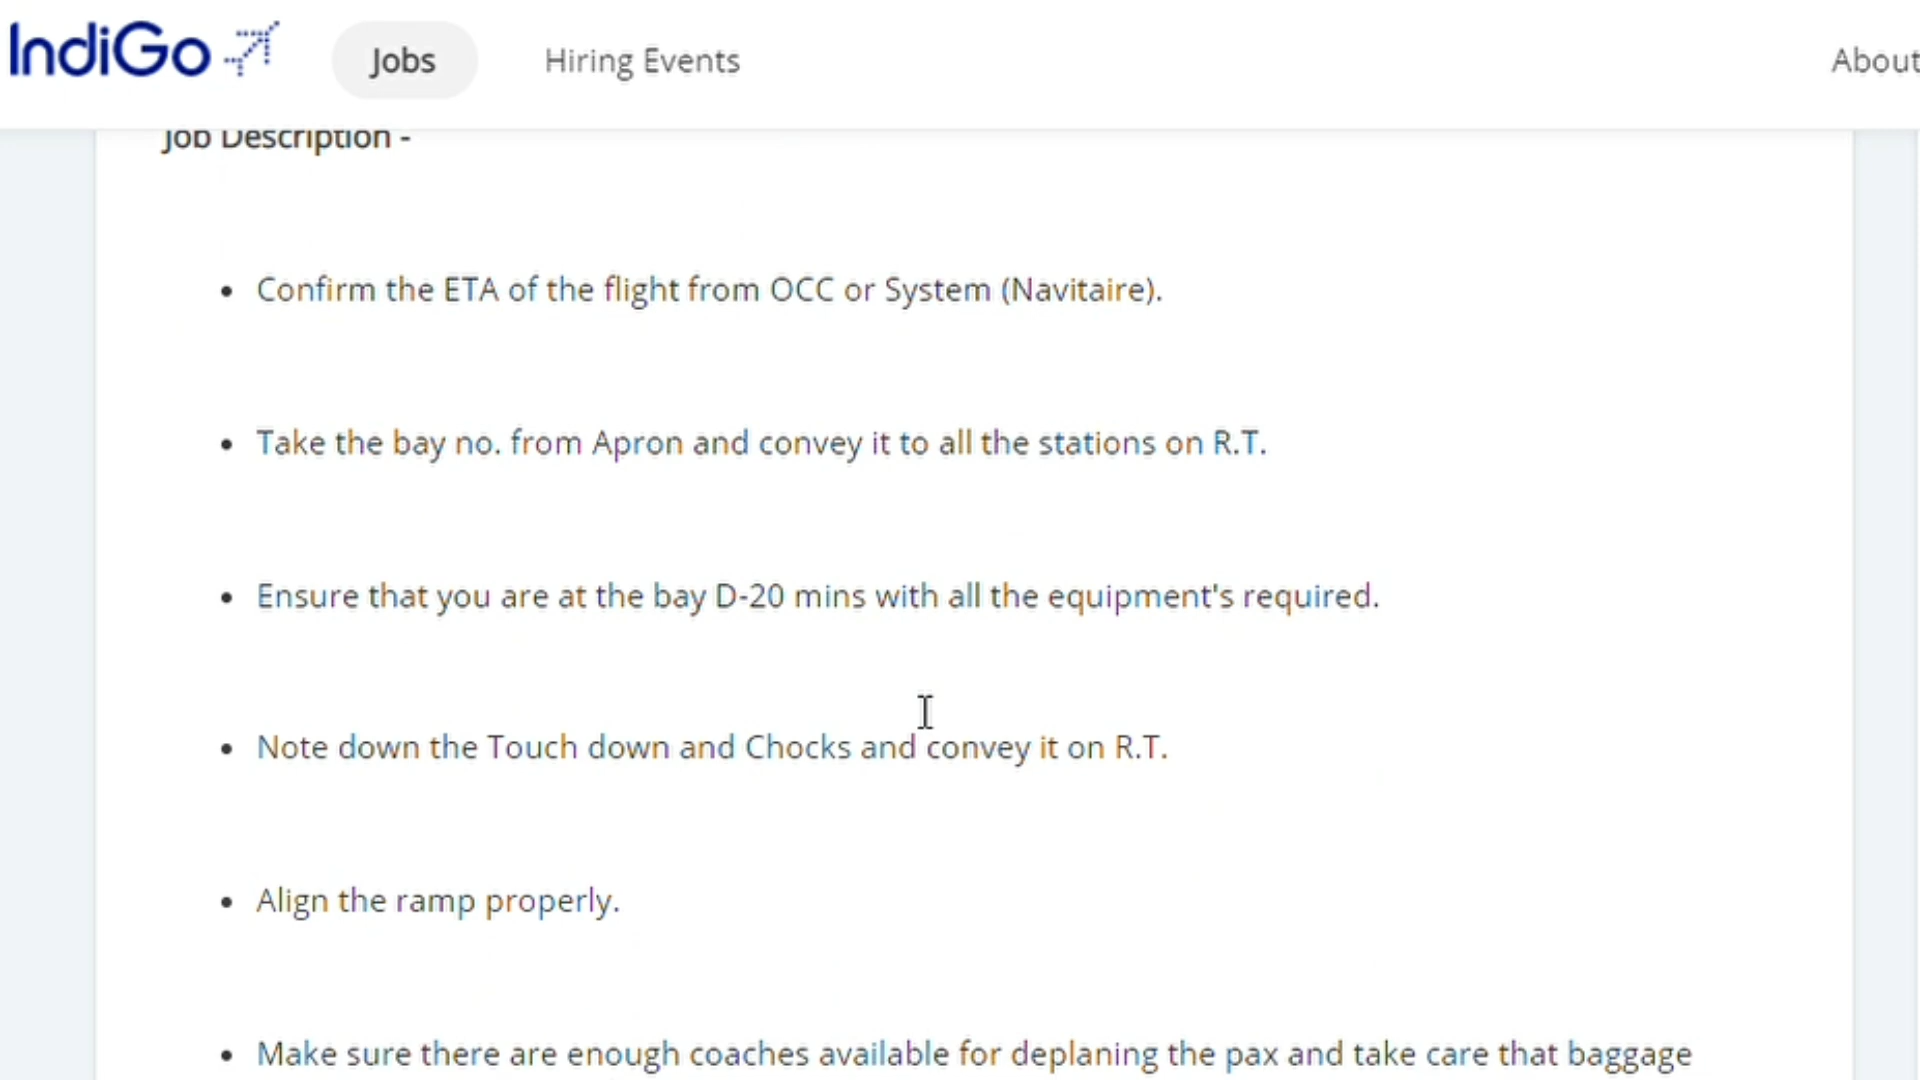 IndiGo
Jobs
Hiring Events
About
Job Description -
Confirm the ETA of the flight from OCC or System (Navitaire).
Take the bay no. from Apron and convey it to all the stations on R.T.
Ensure that you are at the bay D-20 mins with all the equipment's required.
Note down the Touch down and Chocks and convey it on R.T.
Align the ramp properly.
Make sure there are enough coaches available for deplaning the pax and take care that baggage